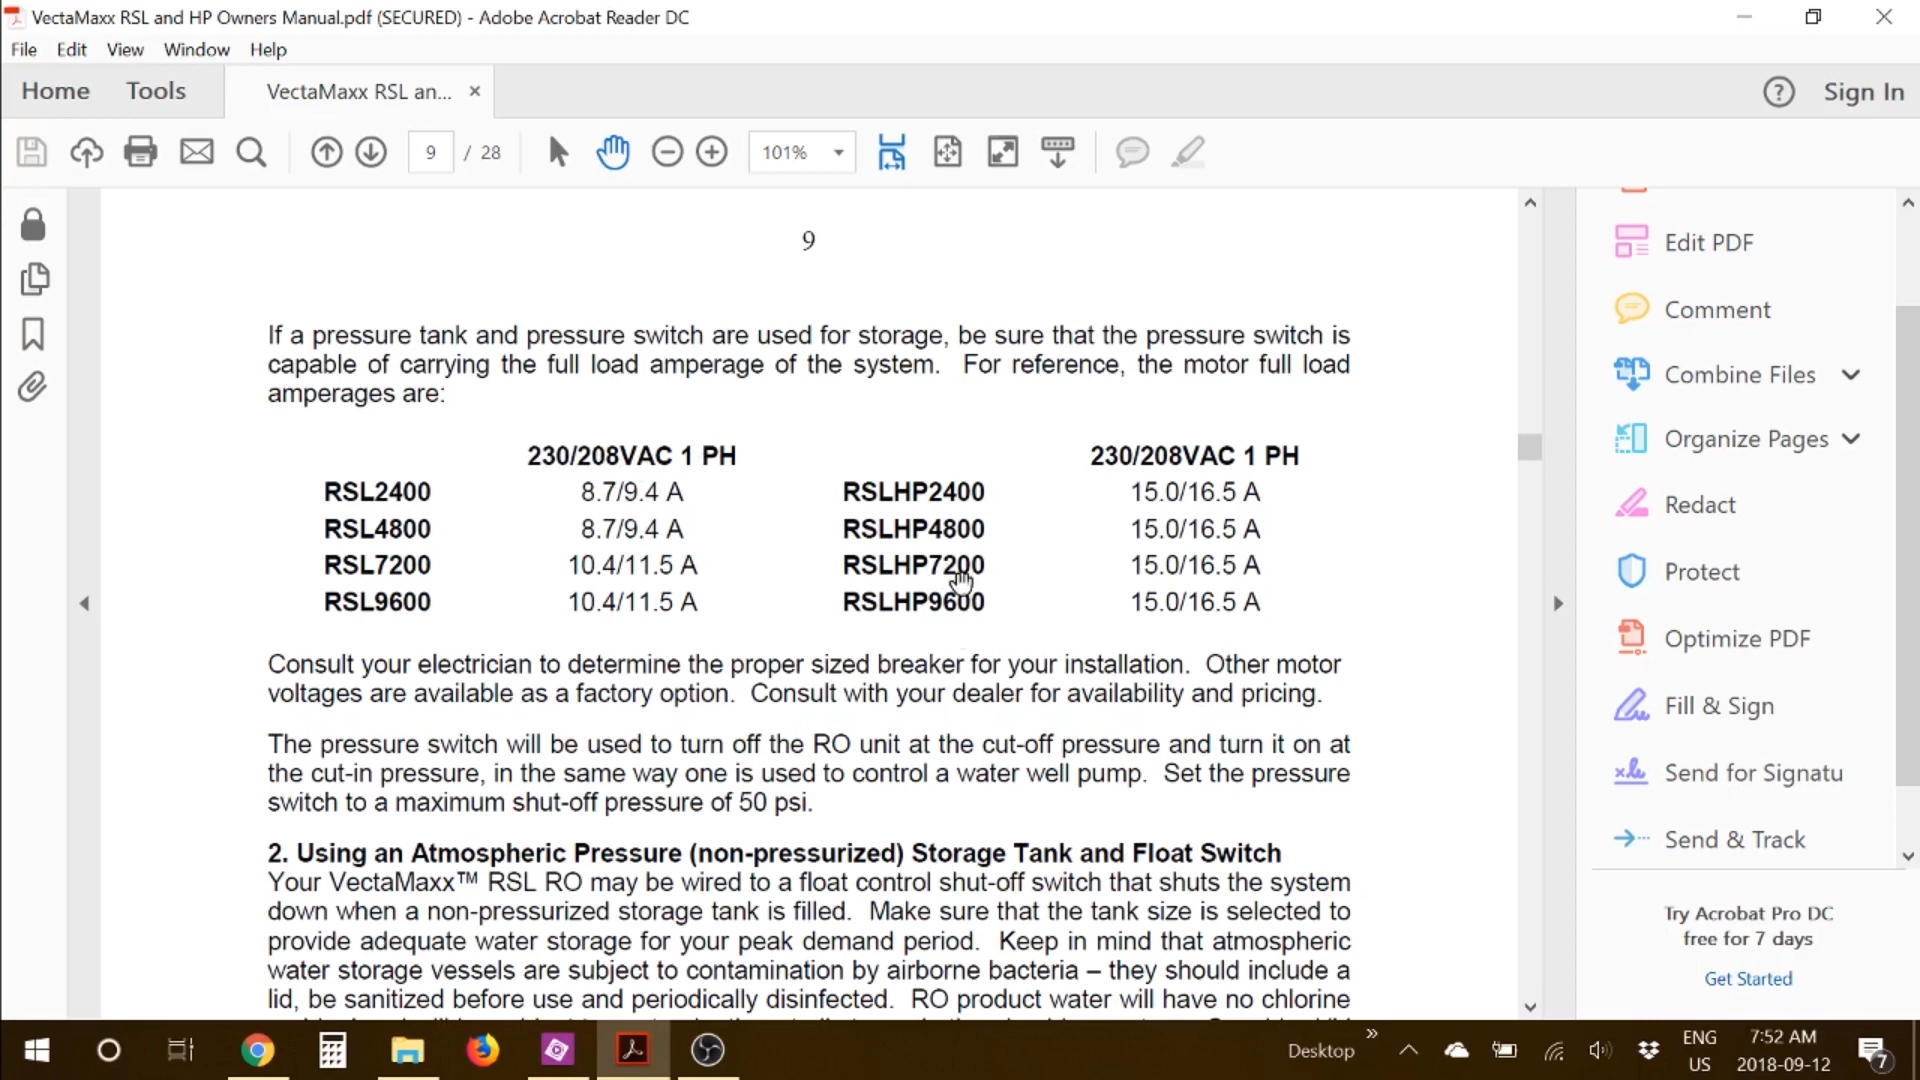 VectaMaxx RSL and HP Owners Manual.pdf (SECURED) - Adobe Acrobat Reader DC
File Edit View Window Help
Home Tools VectaMaxx RSL an... × ? Sign In
9 / 28 101%
9
If a pressure tank and pressure switch are used for storage, be sure that the pressure switch is
capable of carrying the full load amperage of the system. For reference, the motor full load
amperages are:
230/208VAC 1 PH 230/208VAC 1 PH
RSL2400 8.7/9.4 A RSLHP2400 15.0/16.5 A
RSL4800 8.7/9.4 A RSLHP4800 15.0/16.5 A
RSL7200 10.4/11.5 A RSLHP7200 15.0/16.5 A
RSL9600 10.4/11.5 A RSLHP9600 15.0/16.5 A
Consult your electrician to determine the proper sized breaker for your installation. Other motor
voltages are available as a factory option. Consult with your dealer for availability and pricing.
The pressure switch will be used to turn off the RO unit at the cut-off pressure and turn it on at
the cut-in pressure, in the same way one is used to control a water well pump. Set the pressure
switch to a maximum shut-off pressure of 50 psi.
2. Using an Atmospheric Pressure (non-pressurized) Storage Tank and Float Switch
Your VectaMaxx™ RSL RO may be wired to a float control shut-off switch that shuts the system
down when a non-pressurized storage tank is filled. Make sure that the tank size is selected to
provide adequate water storage for your peak demand period. Keep in mind that atmospheric
water storage vessels are subject to contamination by airborne bacteria – they should include a
lid, be sanitized before use and periodically disinfected. RO product water will have no chlorine
Edit PDF
Comment
Combine Files
Organize Pages
Redact
Protect
Optimize PDF
Fill & Sign
Send for Signatu
Send & Track
Try Acrobat Pro DC
free for 7 days
Get Started
Desktop
ENG
US
7:52 AM
2018-09-12
7